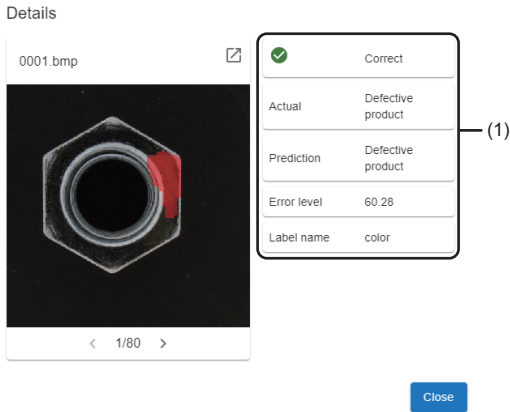 Details
0001.bmp
Correct
Actual
Defective
product
Prediction
Defective
product
Error level 60.28
Label name color
(1)
1/80
Close